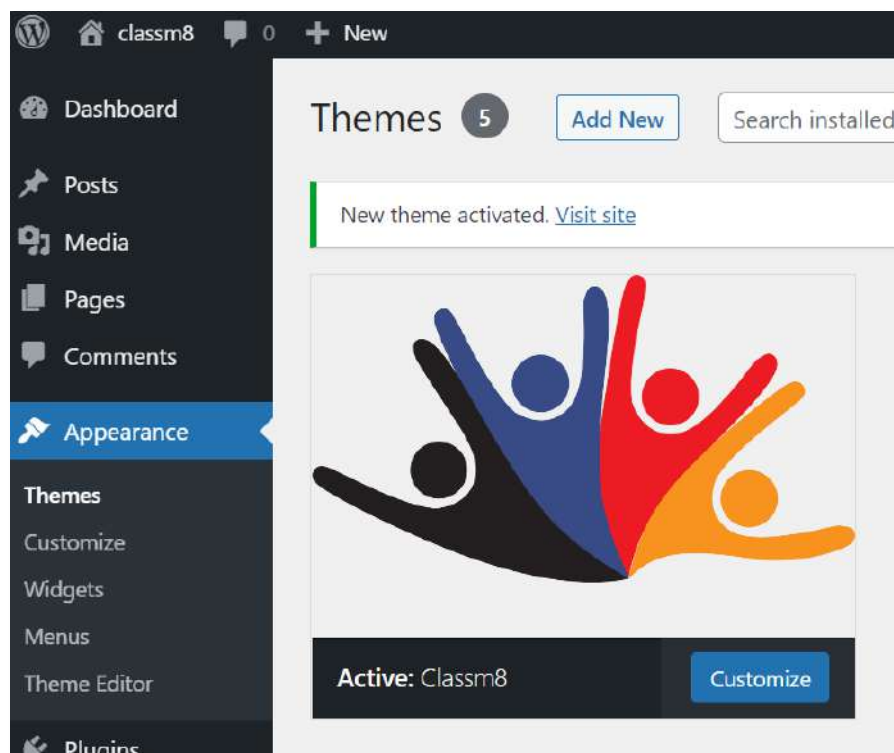 classm8 0 New
Dashboard
Posts
Media
Pages
Comments
Appearance
Themes
Customize
Widgets
Menus
Theme Editor
Plugins
Themes 5 Add New Search installed
New theme activated. Visit site
Active: Classm8 Customize